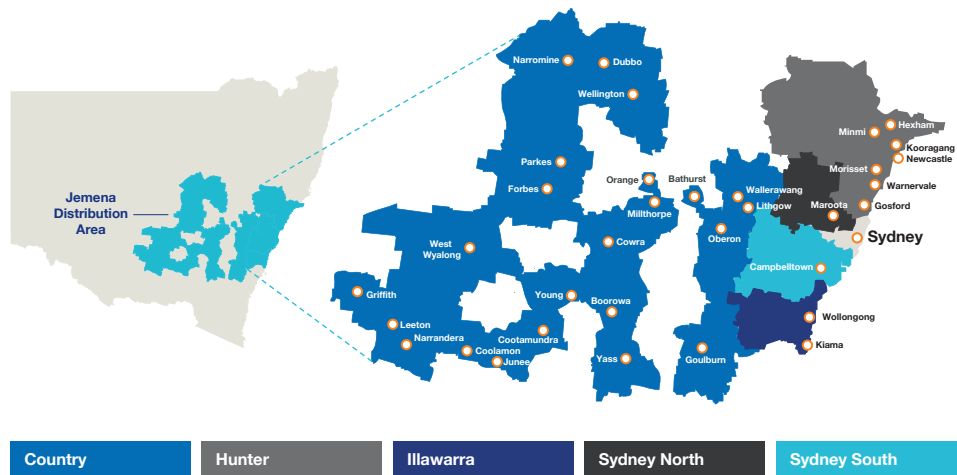 Narromine
Dubbo
Wellington
Hexham
Minmi
Kooragang
Newcastle
Parkes
Morisset
Orange
Bathurst
Forbes
Wallerawang
Warnervale
Jemena
Distribution
Area
Millthorpe
Lithgow
Maroota
Gosford
Oberon
Sydney
West
Wyalong
Cowra
Campbelltown
Griffith
Young
Boorowa
Leeton
Wollongong
Narrandera
Cootamundra
Coolamon
Junee
Yass
Goulburn
Kiama
Country
Hunter
Illawarra
Sydney North
Sydney South